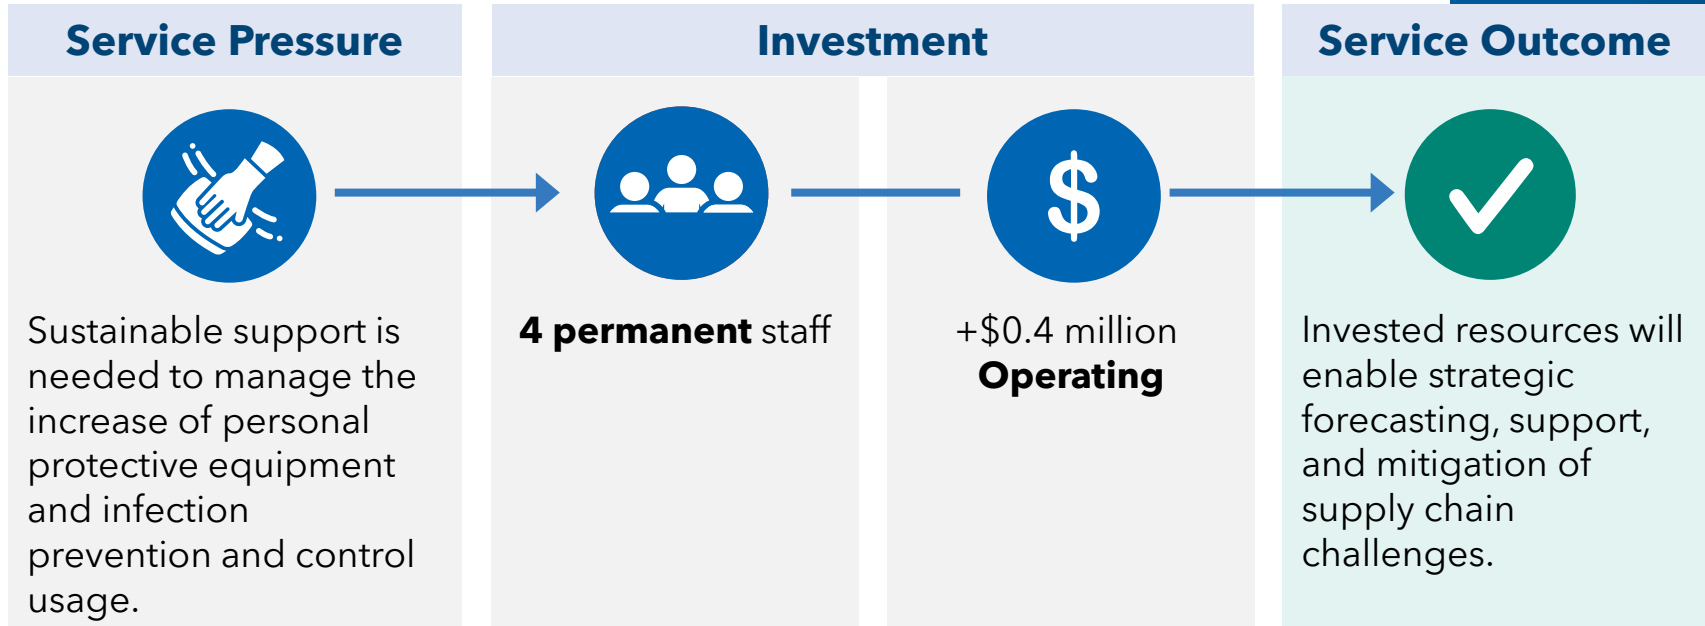 Service Pressure
Investment
Service Outcome
Sustainable support is
needed to manage the
increase of personal
protective equipment
and infection
prevention and control
usage.
4 permanent staff
+$0.4 million
Operating
Invested resources will
enable strategic
forecasting, support,
and mitigation of
supply chain
challenges.